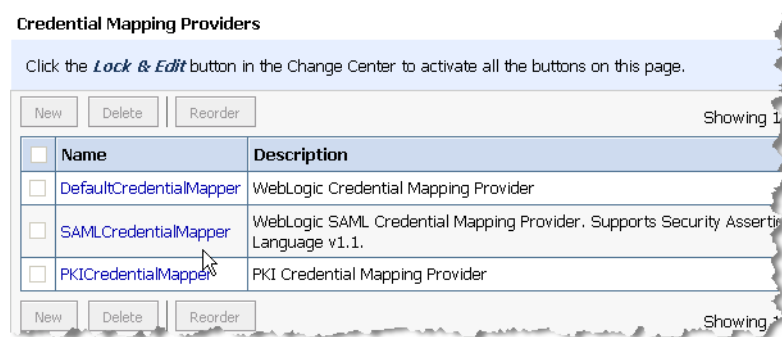 Credential Mapping Providers
Click the Lock & Edit button in the Change Center to activate all the buttons on this page.
New Delete Reorder Showing
Name Description
DefaultCredentialMapper WebLogic Credential Mapping Provider
SAMLCredentialMapper WebLogic SAML Credential Mapping Provider. Supports Security
Language v1.1.
PKICredentialMapper PKI Credential Mapping Provider
New Delete Reorder Showing